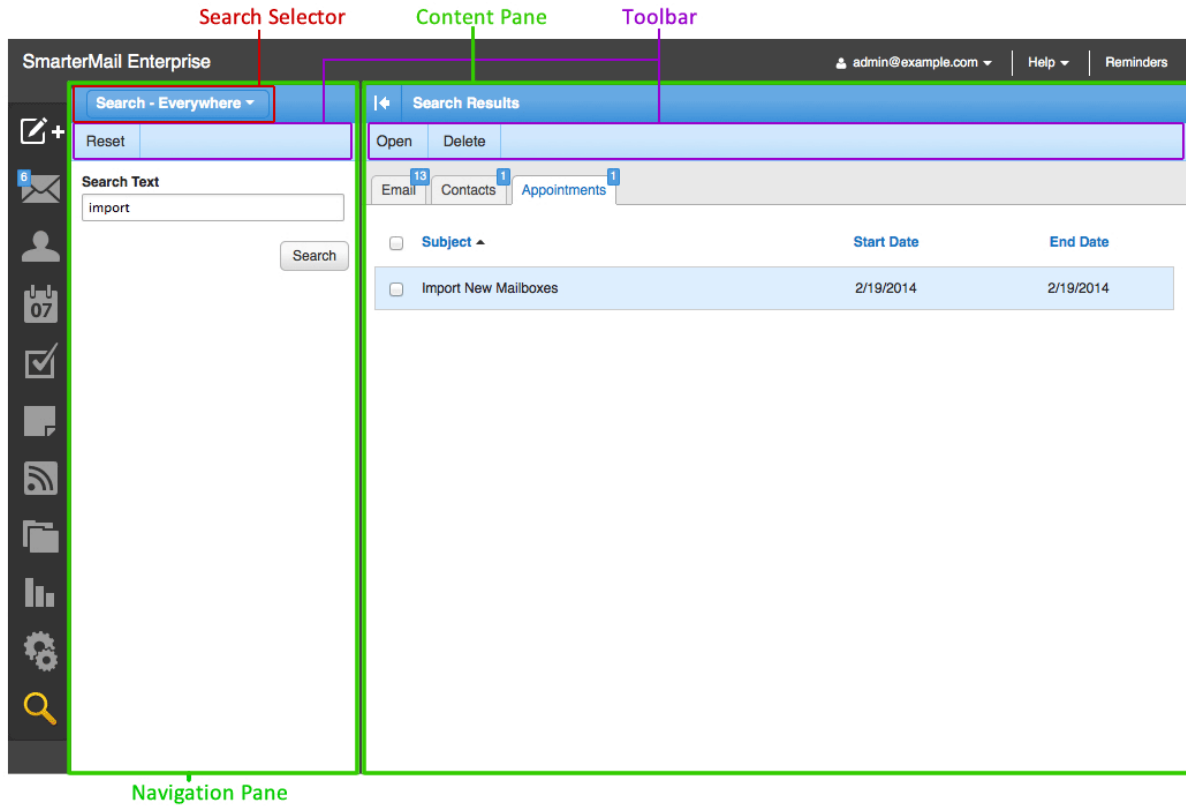 Search Selector Content Pane Toolbar
SmarterMail Enterprise admin@example.com Help Reminders
Search - Everywhere Search Results
Reset Open Delete
6 Search Text 13 1 1
Email Contacts Appointments
import
Subject Start Date End Date
Search
Import New Mailboxes 2/19/2014 2/19/2014
07
Navigation Pane